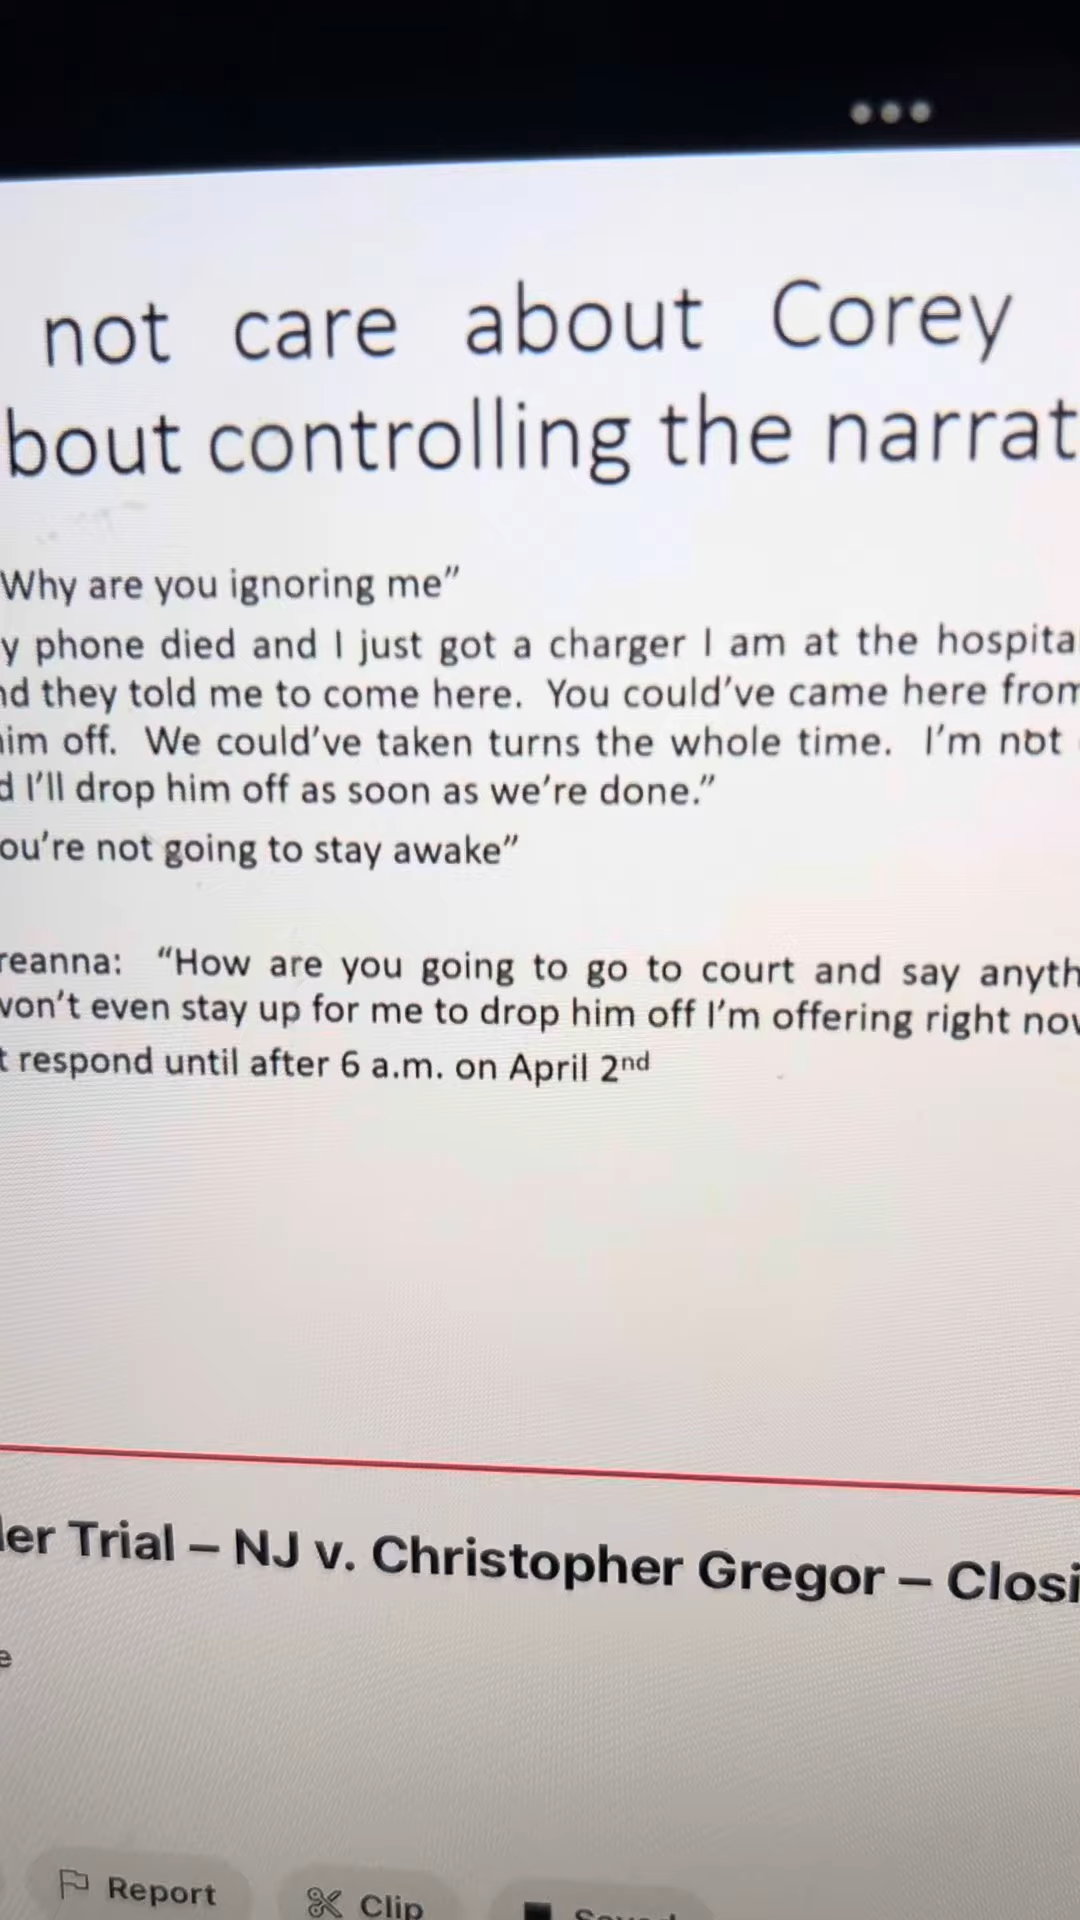 not care about Corey
bout controlling the narrat
Why are you ignoring me”
y phone died and I just got a charger I am at the hospita
nd they told me to come here. You could’ve came here from
him off. We could’ve taken turns the whole time. I’m not
d I’ll drop him off as soon as we’re done.”
ou’re not going to stay awake”
reanna: “How are you going to go to court and say anyth
won’t even stay up for me to drop him off I’m offering right now
t respond until after 6 a.m. on April 2nd
der Trial – NJ v. Christopher Gregor – Closi
e
Report
Clip